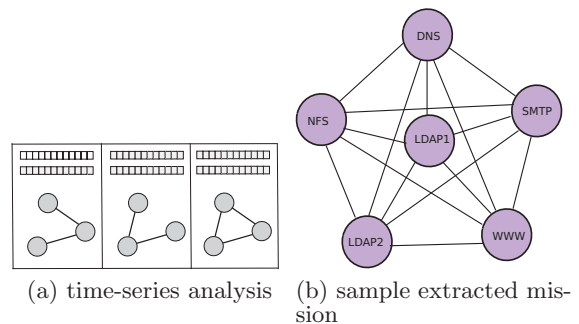 DNS
NFS
SMTP
LDAP1
LDAP2
WWW
(a) time-series analysis
(b) sample extracted mis-
sion